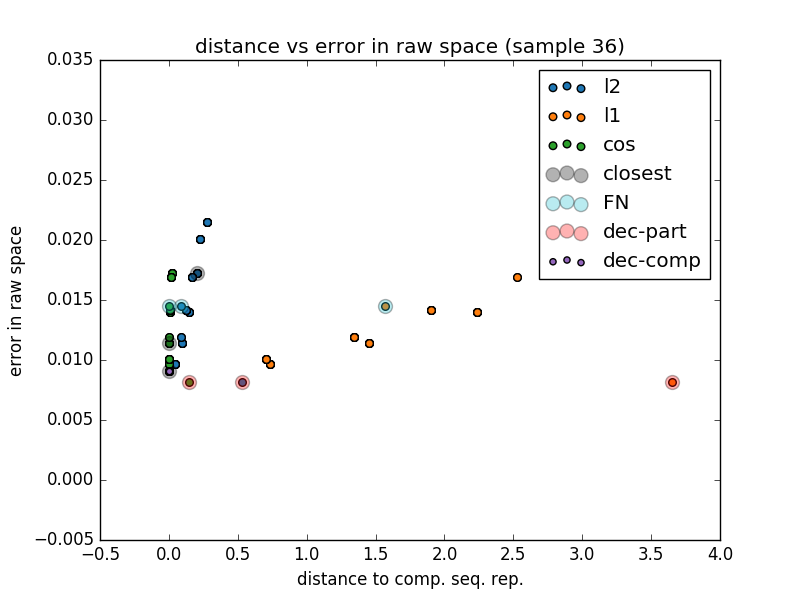 distance vs error in raw space (sample 36)
0.035
0.030
0.025
0.020
0.015
0.010
0.005
0.000
−0.005
error in raw space
l2
l1
cos
closest
FN
dec-part
dec-comp
−0.5 0.0 0.5 1.0 1.5 2.0 2.5 3.0 3.5 4.0
distance to comp. seq. rep.